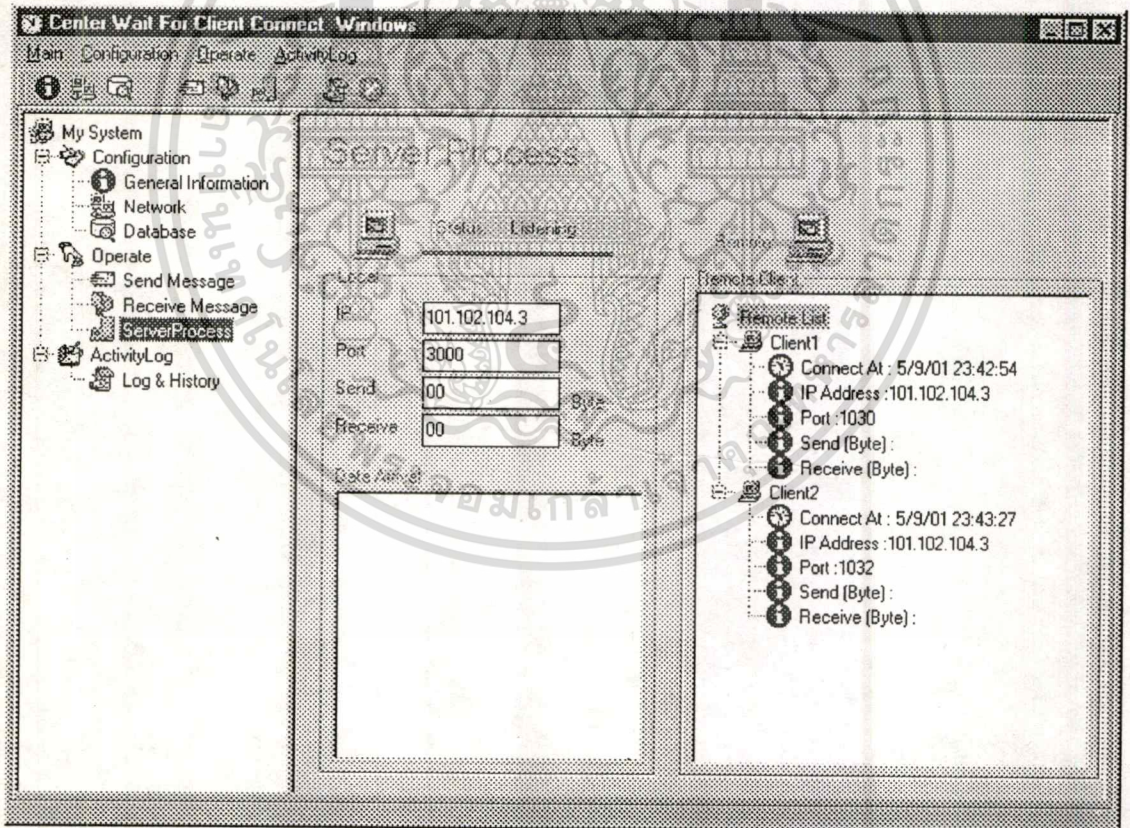 Center Wait For Client Connect Windows
Main Configuration Operate ActivityLog
My System
Configuration
General Information
Network
Database
Operate
Send Message
Receive Message
ServerProcess
ActivityLog
Log & History
Server Process
Status Listening
Local
IP 101.102.104.3
Port 3000
Send 00 Byte
Receive 00 Byte
Data Arrival
Remote
Remote Client
Remote List
Client1
Connect At : 5/9/01 23:42:54
IP Address :101.102.104.3
Port :1030
Send (Byte) :
Receive (Byte) :
Client2
Connect At : 5/9/01 23:43:27
IP Address :101.102.104.3
Port :1032
Send (Byte) :
Receive (Byte) :